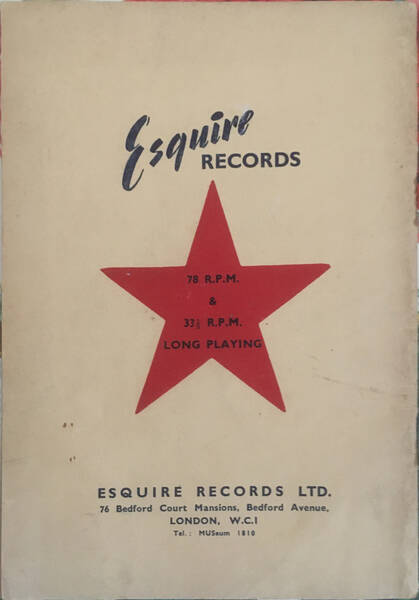 Esquire
RECORDS
78 R.P.M.
&
33⅓ R.P.M.
LONG PLAYING
ESQUIRE RECORDS LTD.
76 Bedford Court Mansions, Bedford Avenue,
LONDON, W.C.1
Tel.: MUSeum 1810